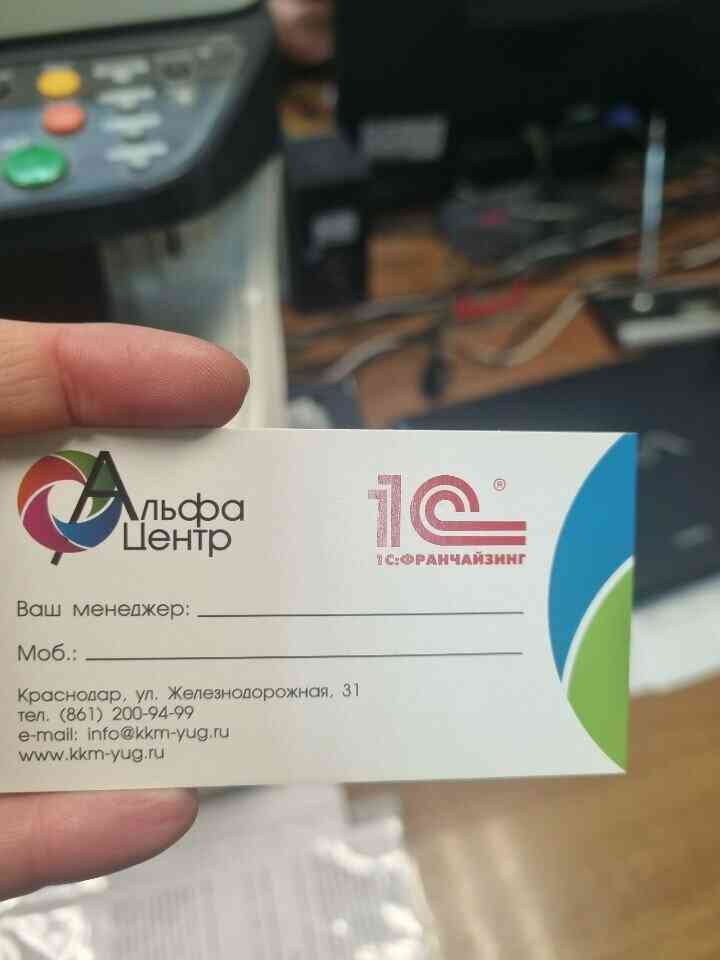 Альфа
Центр
1С®
1С:ФРАНЧАЙЗИНГ
Ваш менеджер:
Моб.:
Краснодар, ул. Железнодорожная, 31
тел. (861) 200-94-99
e-mail: info@kkm-yug.ru
www.kkm-yug.ru